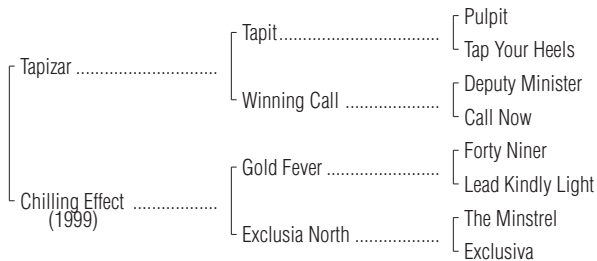 Pulpit
Tapit..........................................
Tap Your Heels
Tapizar .....................................
Deputy Minister
Winning Call ........................
Call Now
Forty Niner
Gold Fever .............................
Lead Kindly Light
Chilling Effect ......................
(1999)
The Minstrel
Exclusia North ......................
Exclusiva